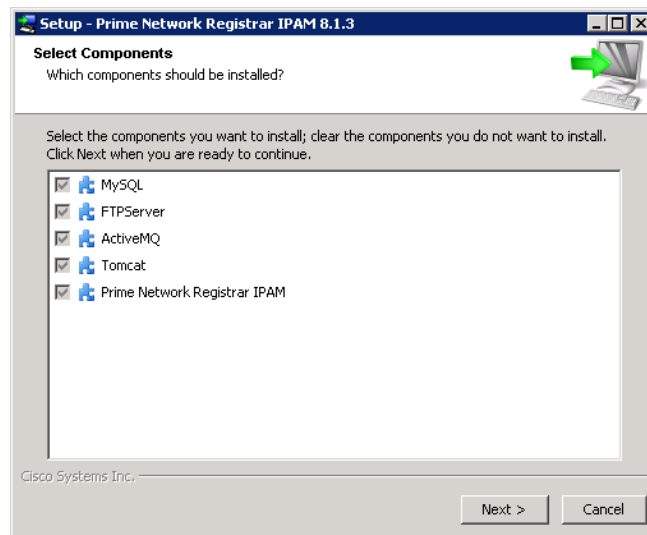 Setup - Prime Network Registrar IPAM 8.1.3
Select Components
Which components should be installed?
Select the components you want to install; clear the components you do not want to install.
Click Next when you are ready to continue.
MySQL
FTPServer
ActiveMQ
Tomcat
Prime Network Registrar IPAM
Cisco Systems Inc.
Next >
Cancel